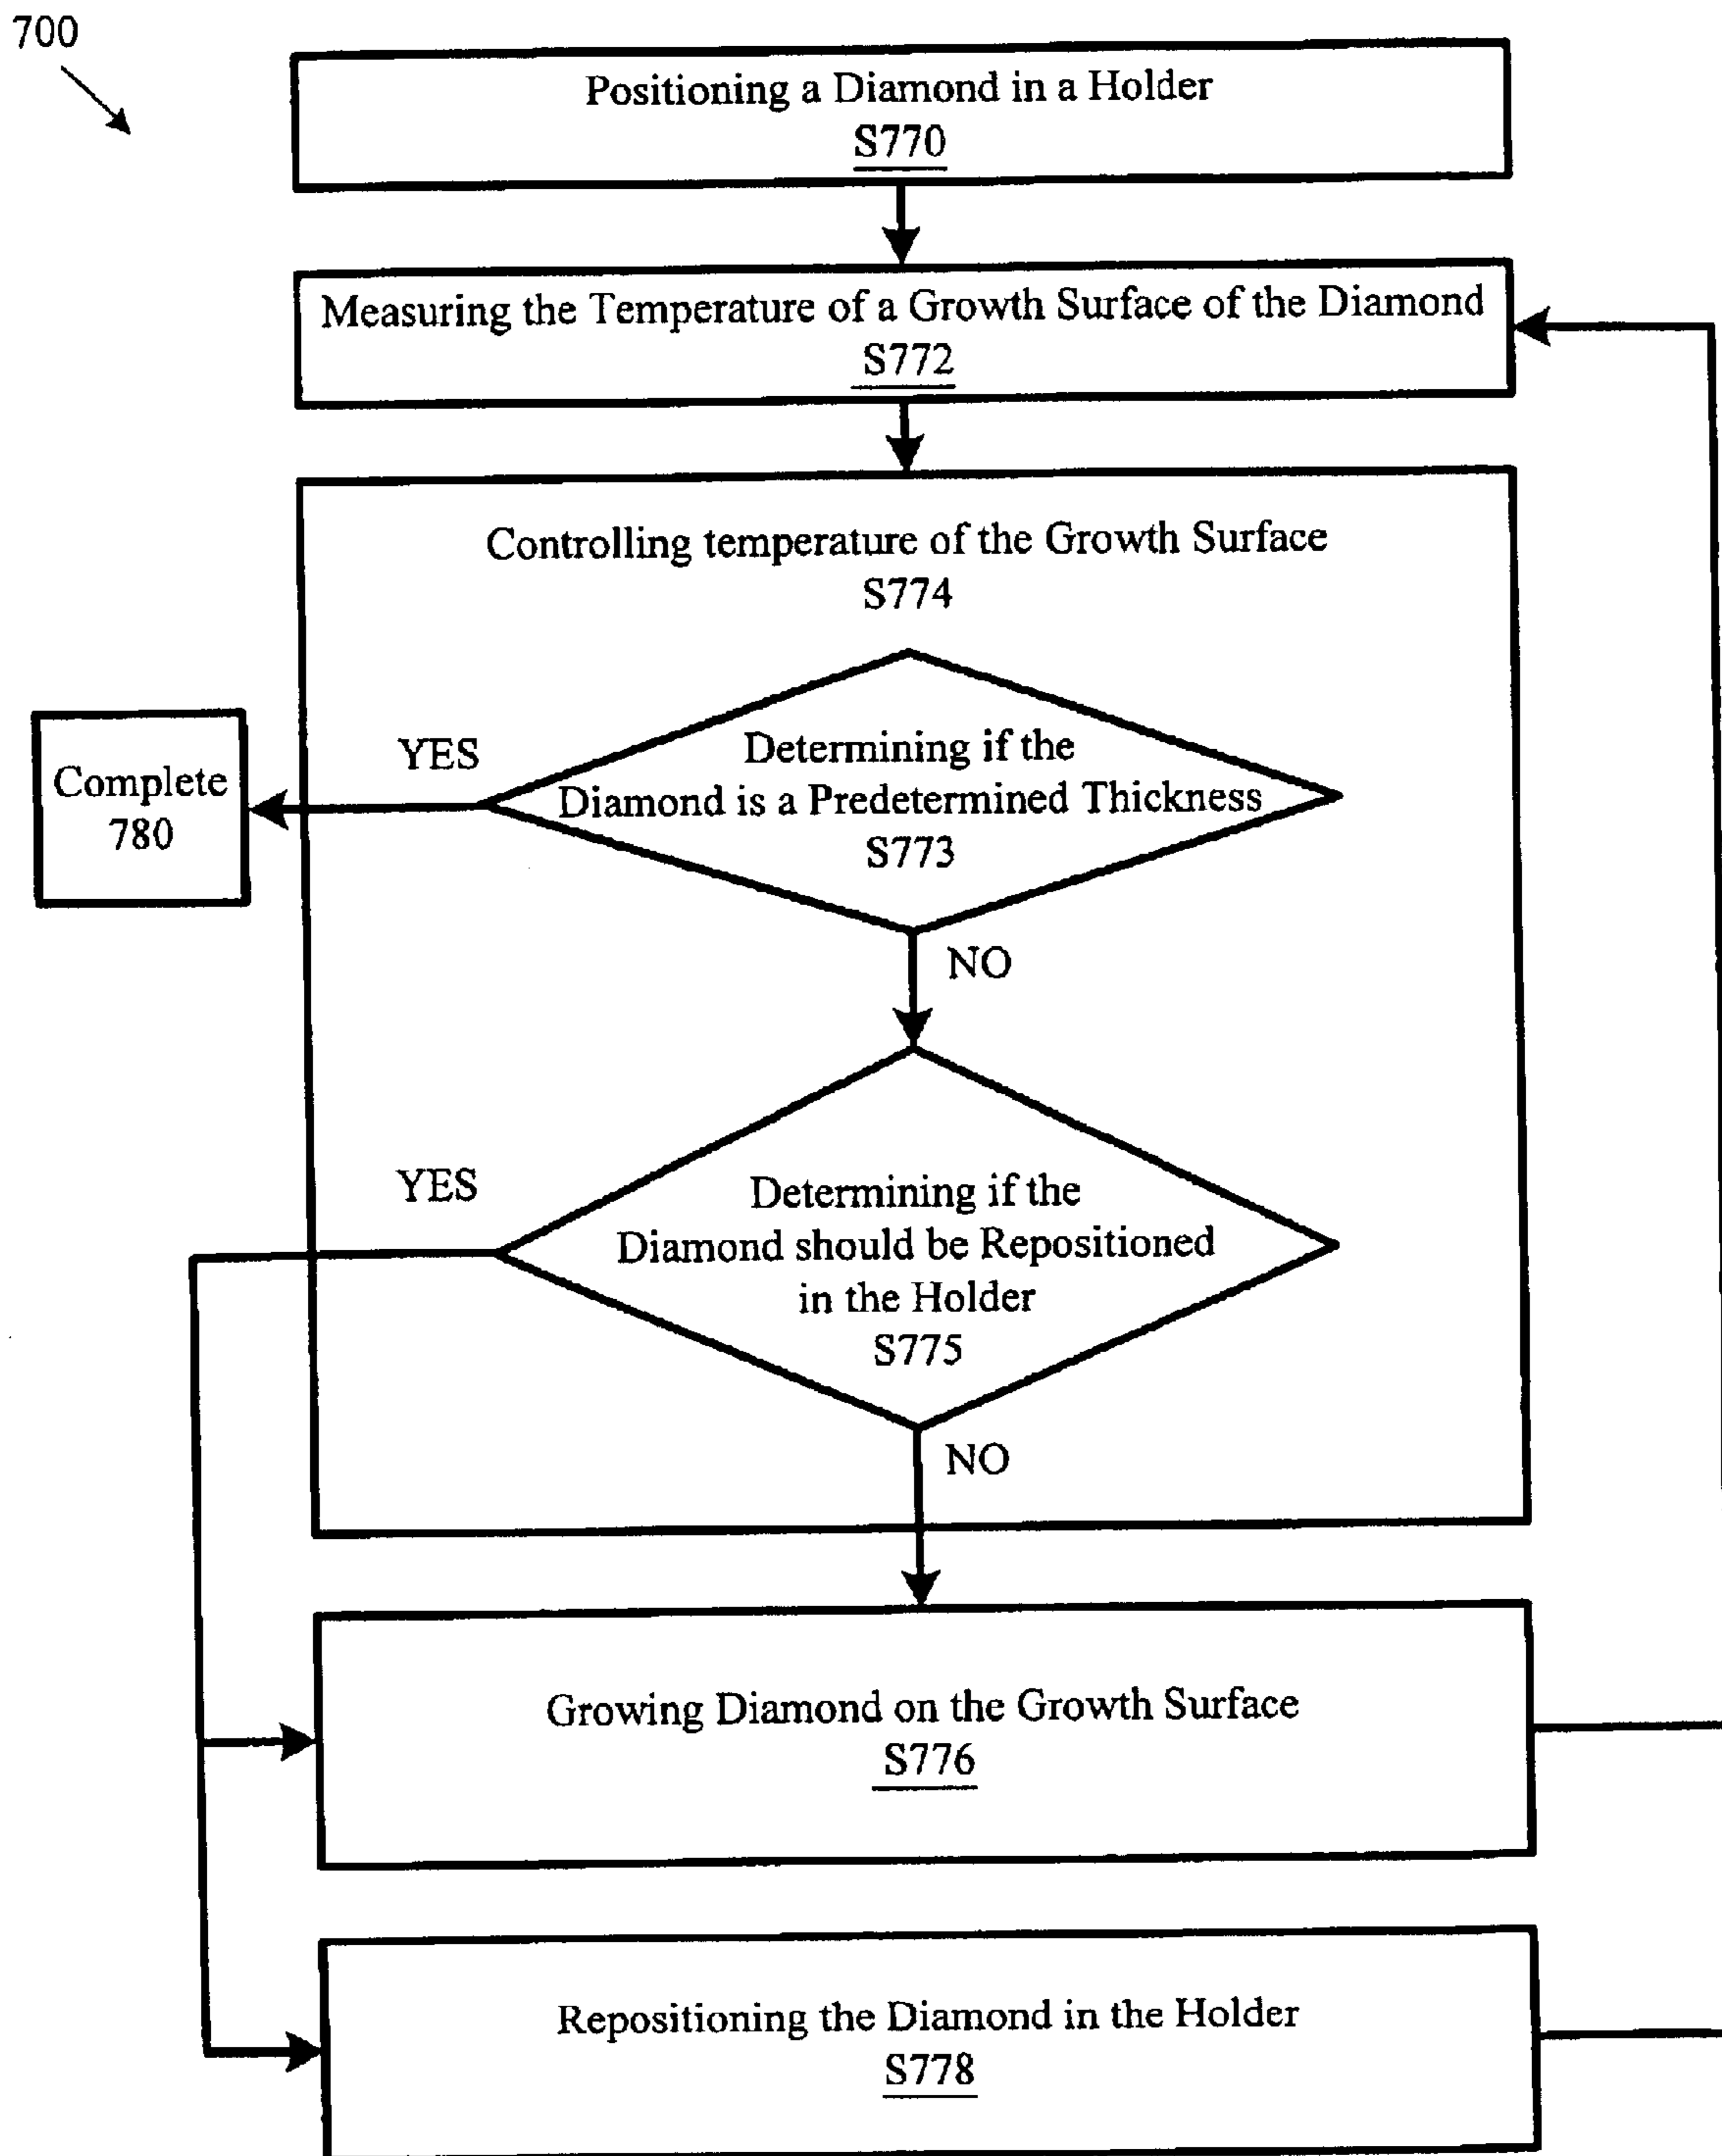 700
Positioning a Diamond in a Holder
S770
Measuring the Temperature of a Growth Surface of the Diamond
S772
Controlling temperature of the Growth Surface
S774
YES
Determining if the
Diamond is a Predetermined Thickness
S773
Complete
780
NO
YES
Determining if the
Diamond should be Repositioned
in the Holder
S775
NO
Growing Diamond on the Growth Surface
S776
Repositioning the Diamond in the Holder
S778